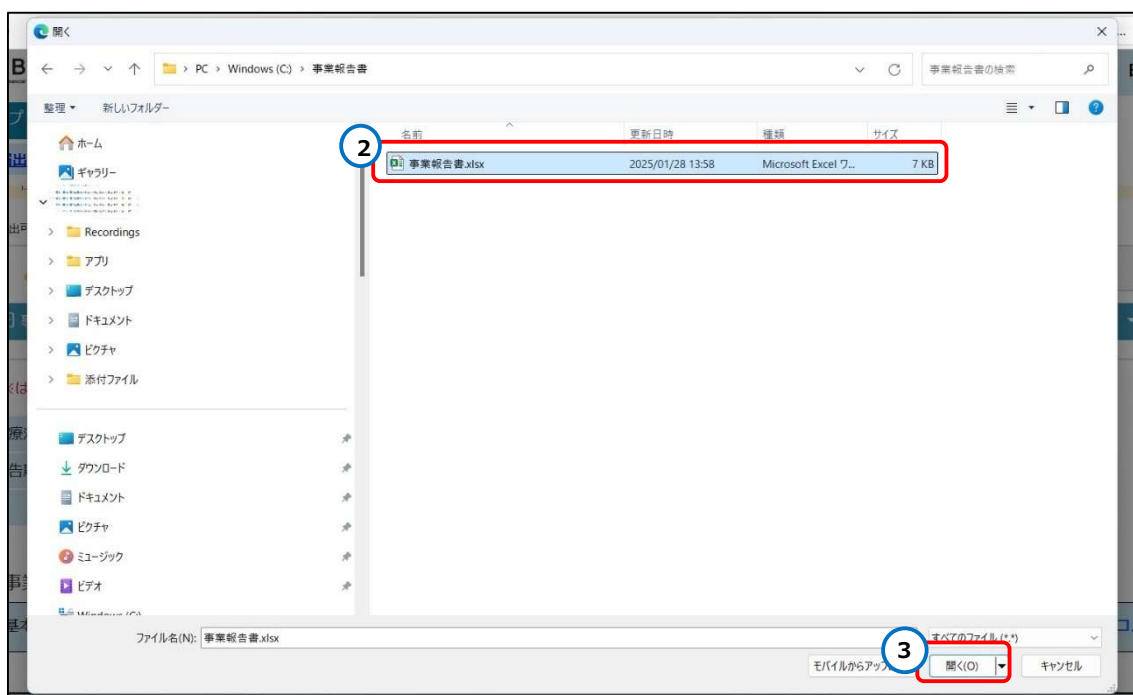 開く
PC > Windows (C:) > 事業報告書
事業報告書の検索
整理 新しいフォルダー
名前 更新日時 種類 サイズ
2
事業報告書.xlsx 2025/01/28 13:58 Microsoft Excel ワ... 7 KB
ホーム
ギャラリー
Recordings
アプリ
デスクトップ
ドキュメント
ピクチャ
添付ファイル
デスクトップ
ダウンロード
ドキュメント
ピクチャ
ミュージック
ビデオ
Windows (C:)
ファイル名(N): 事業報告書.xlsx すべてのファイル (*.*)
3
モバイルからアップ 開く(O) キャンセル